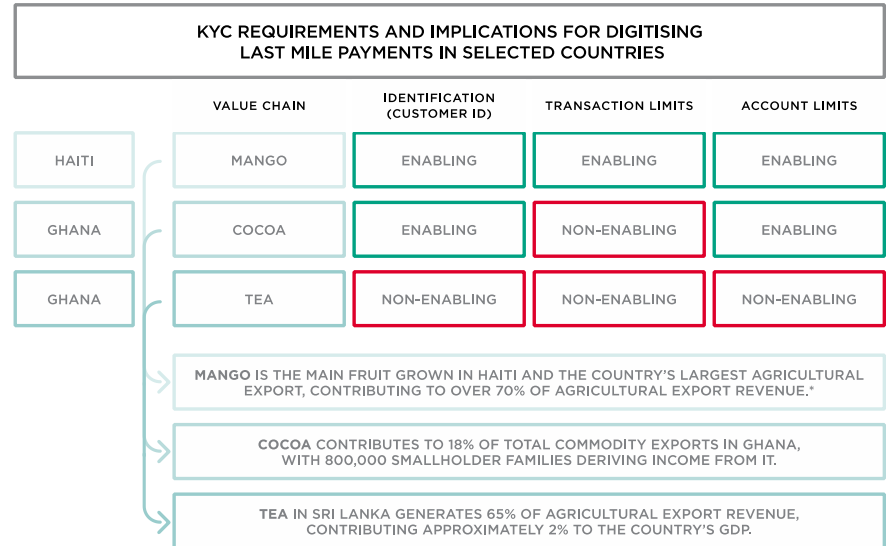 KYC REQUIREMENTS AND IMPLICATIONS FOR DIGITISING
LAST MILE PAYMENTS IN SELECTED COUNTRIES
VALUE CHAIN
IDENTIFICATION
(CUSTOMER ID)
TRANSACTION LIMITS
ACCOUNT LIMITS
HAITI
MANGO
ENABLING
ENABLING
ENABLING
GHANA
COCOA
ENABLING
NON-ENABLING
ENABLING
GHANA
TEA
NON-ENABLING
NON-ENABLING
NON-ENABLING
MANGO IS THE MAIN FRUIT GROWN IN HAITI AND THE COUNTRY'S LARGEST AGRICULTURAL
EXPORT, CONTRIBUTING TO OVER 70% OF AGRICULTURAL EXPORT REVENUE.*
COCOA CONTRIBUTES TO 18% OF TOTAL COMMODITY EXPORTS IN GHANA,
WITH 800,000 SMALLHOLDER FAMILIES DERIVING INCOME FROM IT.
TEA IN SRI LANKA GENERATES 65% OF AGRICULTURAL EXPORT REVENUE,
CONTRIBUTING APPROXIMATELY 2% TO THE COUNTRY'S GDP.